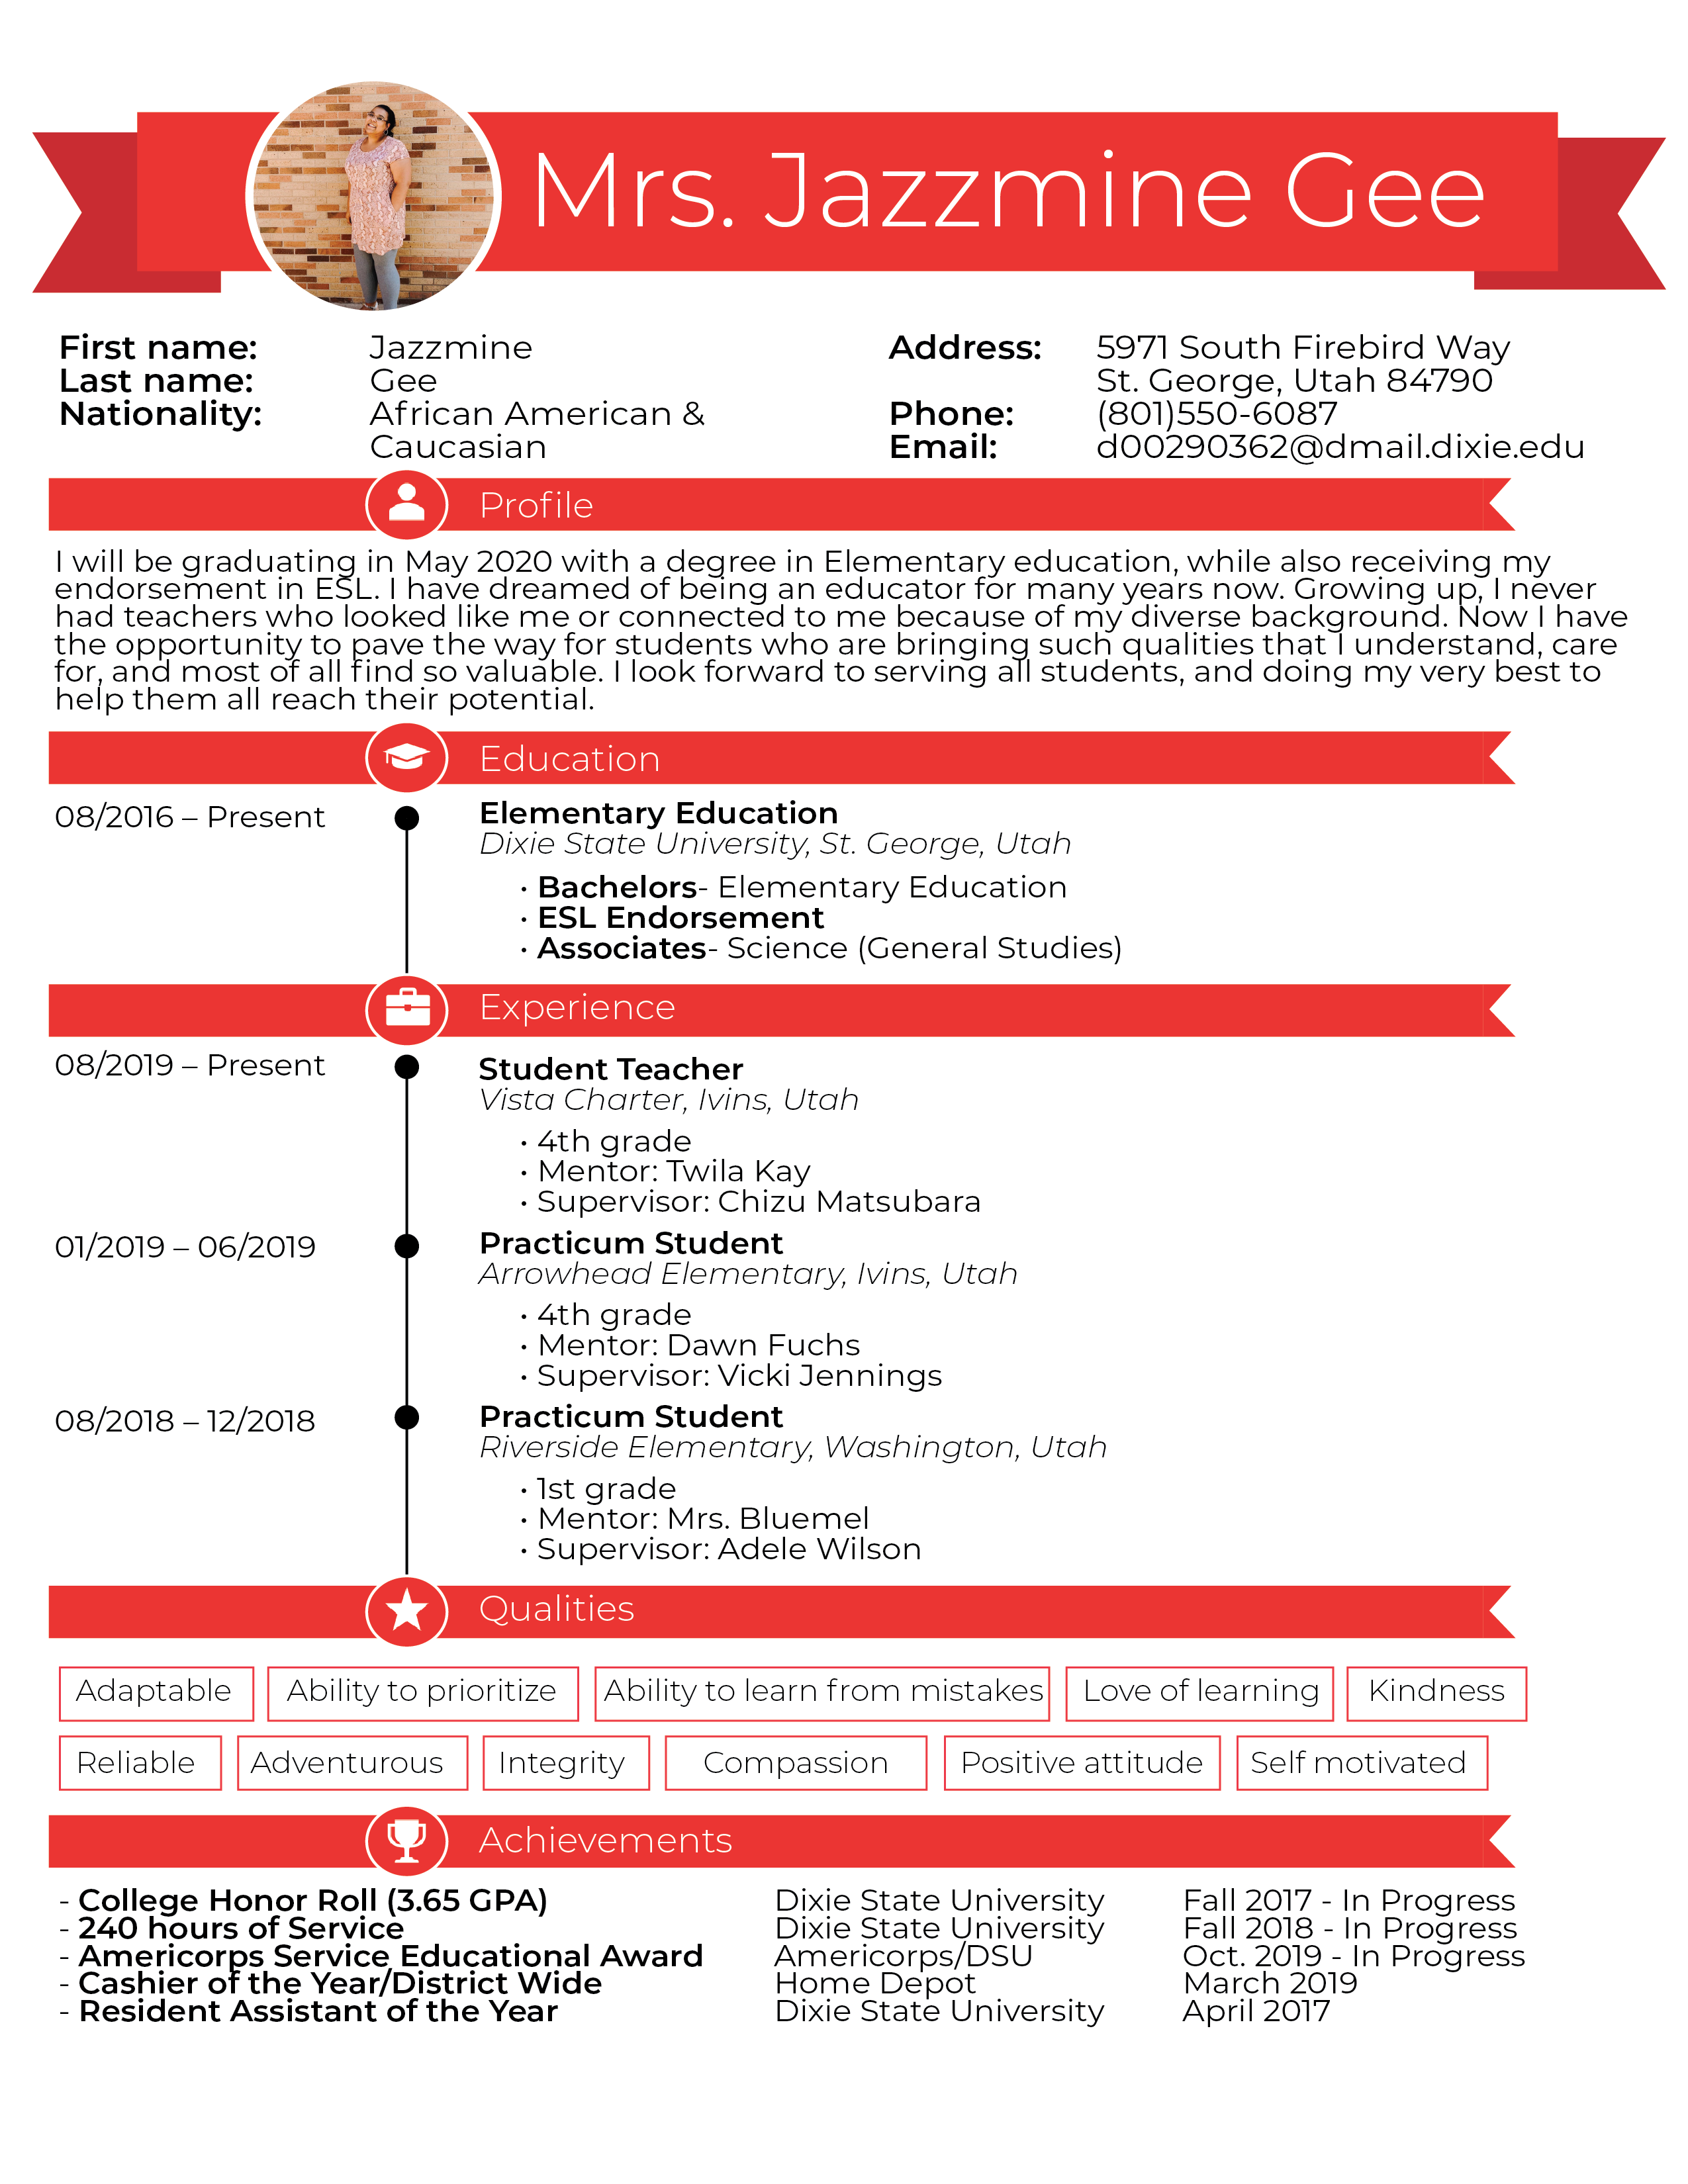 Mrs. Jazzmine Gee
First name: Jazzmine
Last name: Gee
Nationality: African American &
Caucasian
Address: 5971 South Firebird Way
St. George, Utah 84790
Phone: (801)550-6087
Email: d00290362@dmail.dixie.edu
Profile
I will be graduating in May 2020 with a degree in Elementary education, while also receiving my
endorsement in ESL. I have dreamed of being an educator for many years now. Growing up, I never
had teachers who looked like me or connected to me because of my diverse background. Now I have
the opportunity to pave the way for students who are bringing such qualities that I understand, care
for, and most of all find so valuable. I look forward to serving all students, and doing my very best to
help them all reach their potential.
Education
08/2016 – Present
Elementary Education
Dixie State University, St. George, Utah
• Bachelors- Elementary Education
• ESL Endorsement
• Associates- Science (General Studies)
Experience
08/2019 – Present
Student Teacher
Vista Charter, Ivins, Utah
• 4th grade
• Mentor: Twila Kay
• Supervisor: Chizu Matsubara
01/2019 – 06/2019
Practicum Student
Arrowhead Elementary, Ivins, Utah
• 4th grade
• Mentor: Dawn Fuchs
• Supervisor: Vicki Jennings
08/2018 – 12/2018
Practicum Student
Riverside Elementary, Washington, Utah
• 1st grade
• Mentor: Mrs. Bluemel
• Supervisor: Adele Wilson
Qualities
Adaptable Ability to prioritize Ability to learn from mistakes Love of learning Kindness
Reliable Adventurous Integrity Compassion Positive attitude Self motivated
Achievements
- College Honor Roll (3.65 GPA) Dixie State University Fall 2017 - In Progress
- 240 hours of Service Dixie State University Fall 2018 - In Progress
- Americorps Service Educational Award Americorps/DSU Oct. 2019 - In Progress
- Cashier of the Year/District Wide Home Depot March 2019
- Resident Assistant of the Year Dixie State University April 2017